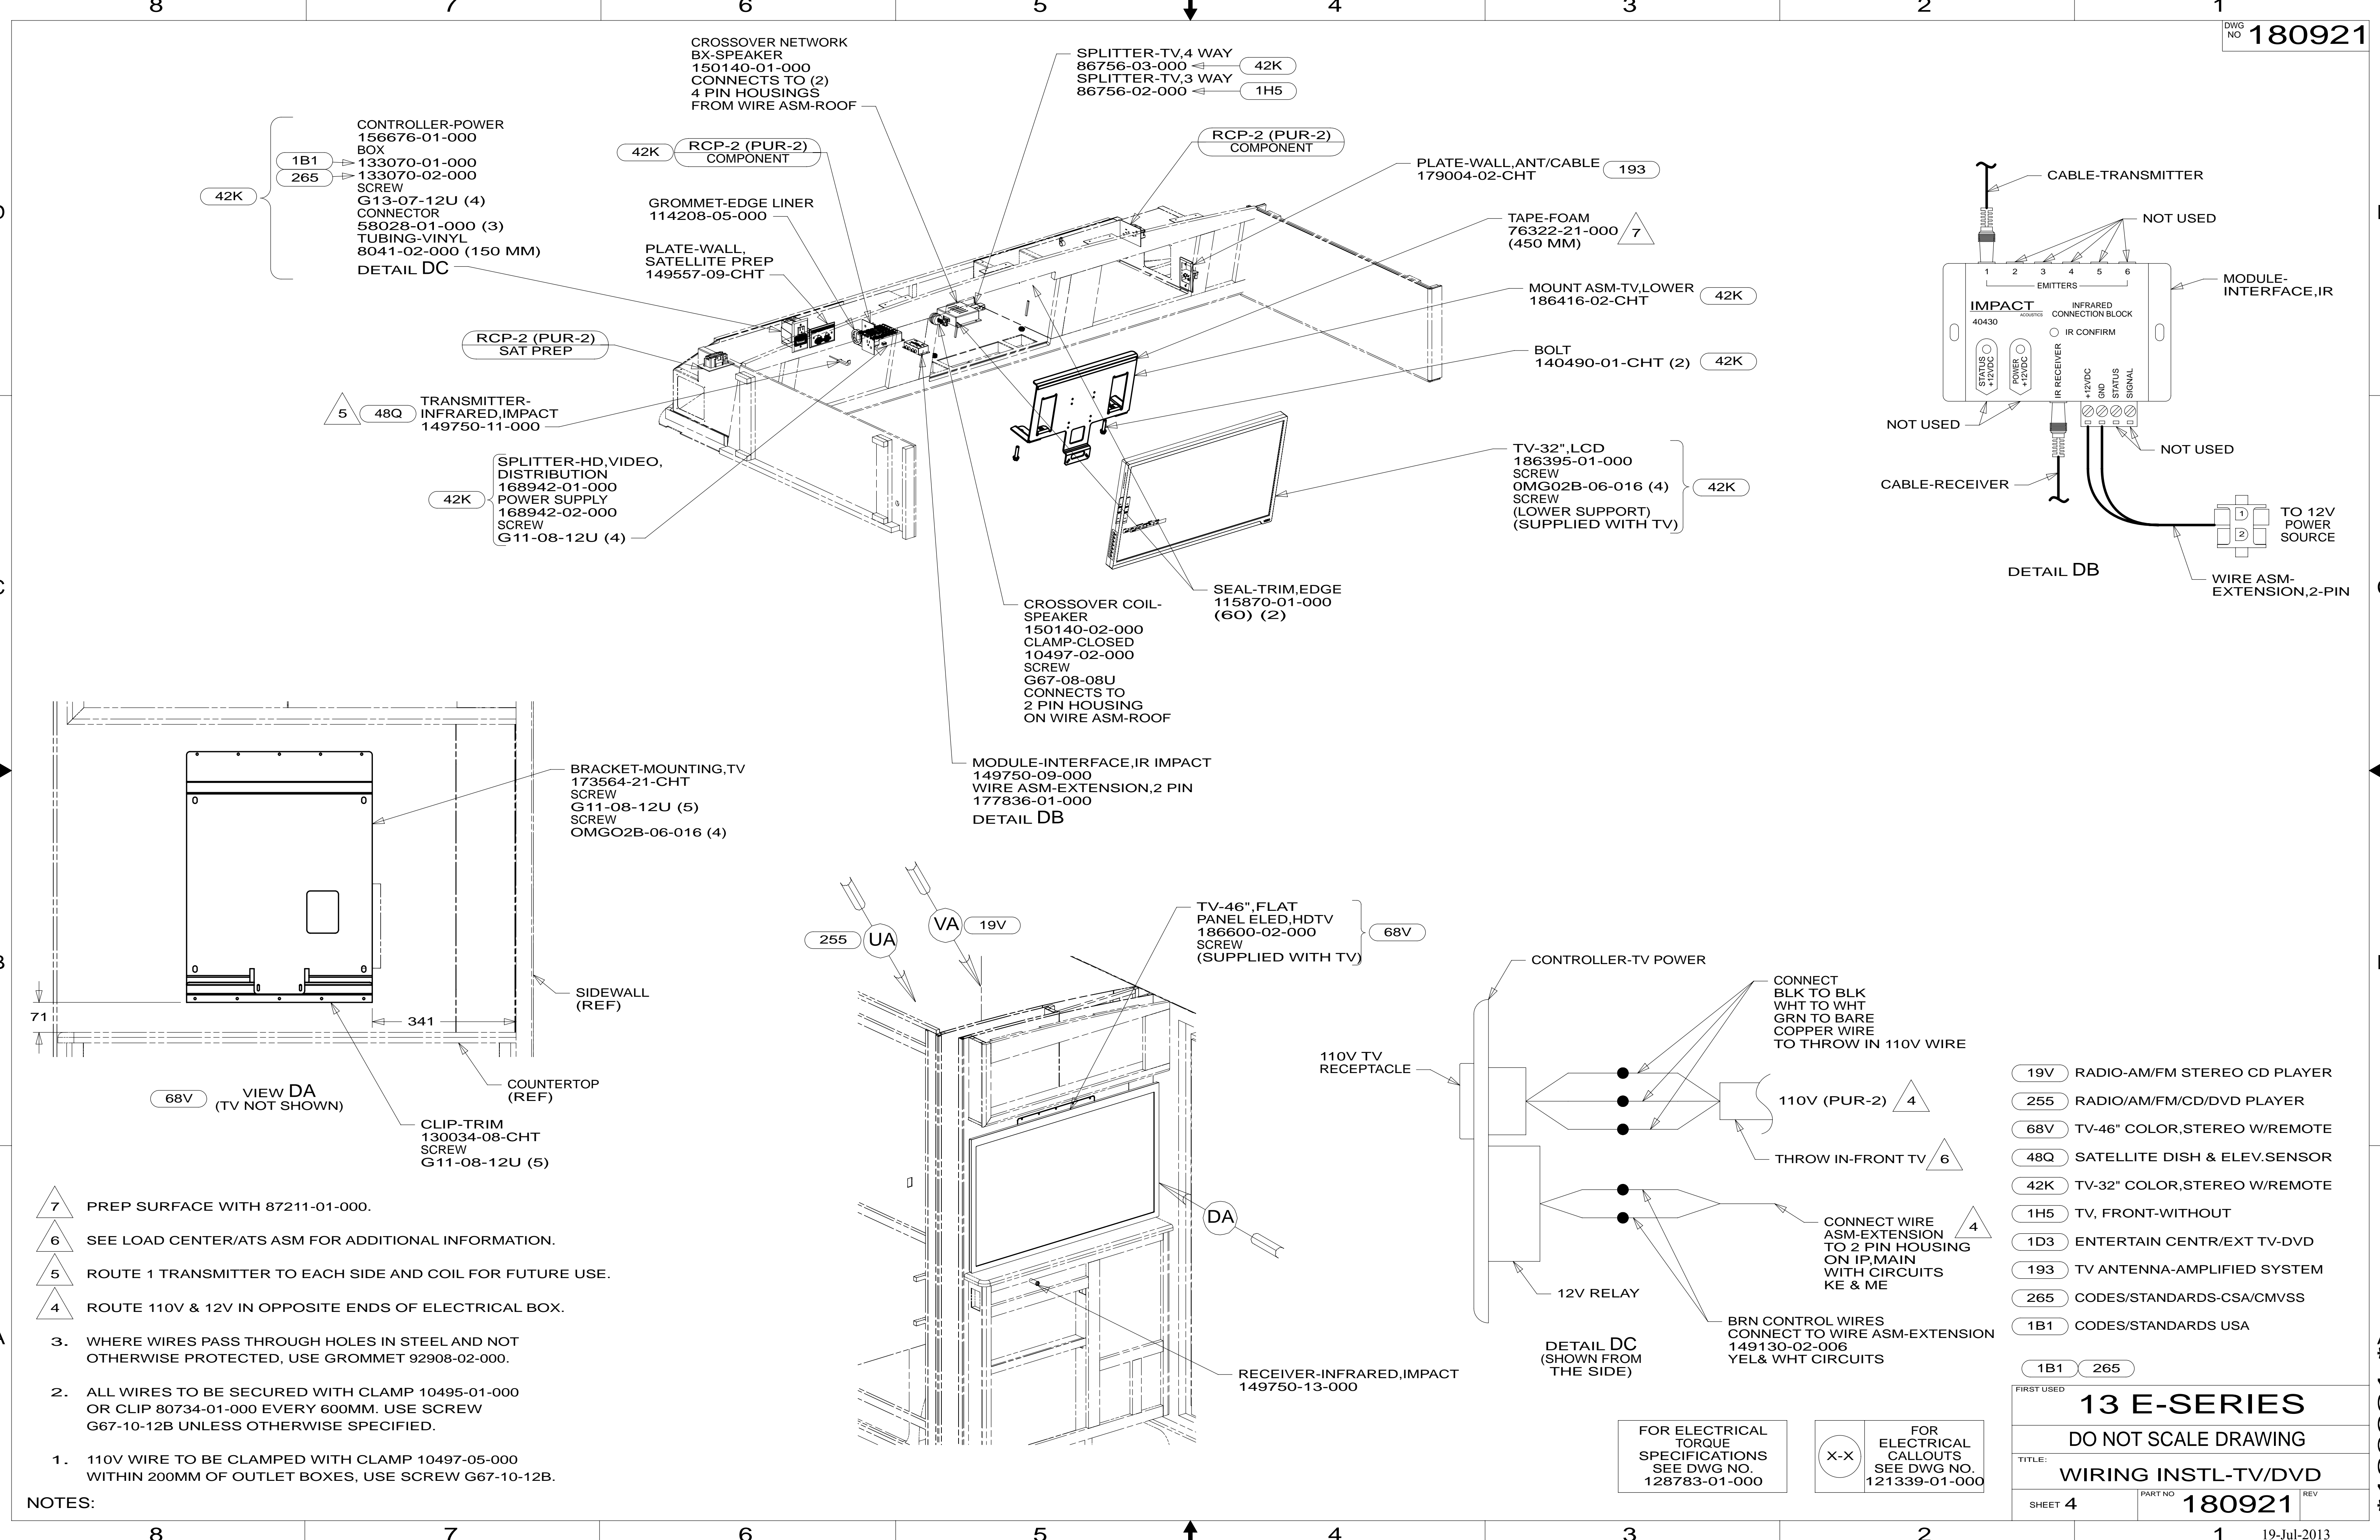 8 7 6 5 4 3 2 1
DWG
NO 180921
CROSSOVER NETWORK
BX-SPEAKER
150140-01-000
CONNECTS TO (2)
4 PIN HOUSINGS
FROM WIRE ASM-ROOF
SPLITTER-TV,4 WAY
86756-03-000 42K
SPLITTER-TV,3 WAY
86756-02-000 1H5
42K
CONTROLLER-POWER
156676-01-000
BOX
1B1 133070-01-000
265 133070-02-000
SCREW
G13-07-12U (4)
CONNECTOR
58028-01-000 (3)
TUBING-VINYL
8041-02-000 (150 MM)
DETAIL DC
42K RCP-2 (PUR-2)
COMPONENT
RCP-2 (PUR-2)
COMPONENT
PLATE-WALL,ANT/CABLE 193
179004-02-CHT
GROMMET-EDGE LINER
114208-05-000
PLATE-WALL,
SATELLITE PREP
149557-09-CHT
TAPE-FOAM
76322-21-000 7
(450 MM)
MOUNT ASM-TV,LOWER 42K
186416-02-CHT
BOLT
140490-01-CHT (2) 42K
RCP-2 (PUR-2)
SAT PREP
5 48Q
TRANSMITTER-
INFRARED,IMPACT
149750-11-000
42K
SPLITTER-HD,VIDEO,
DISTRIBUTION
168942-01-000
POWER SUPPLY
168942-02-000
SCREW
G11-08-12U (4)
TV-32",LCD
186395-01-000
SCREW
0MG02B-06-016 (4)
SCREW
(LOWER SUPPORT)
(SUPPLIED WITH TV)
42K
SEAL-TRIM,EDGE
115870-01-000
(60) (2)
CROSSOVER COIL-
SPEAKER
150140-02-000
CLAMP-CLOSED
10497-02-000
SCREW
G67-08-08U
CONNECTS TO
2 PIN HOUSING
ON WIRE ASM-ROOF
MODULE-INTERFACE,IR IMPACT
149750-09-000
WIRE ASM-EXTENSION,2 PIN
177836-01-000
DETAIL DB
CABLE-TRANSMITTER
NOT USED
1 2 3 4 5 6
EMITTERS
MODULE-
INTERFACE,IR
IMPACT
ACOUSTICS
40430
INFRARED
CONNECTION BLOCK
IR CONFIRM
STATUS
+12VDC
POWER
+12VDC
IR RECEIVER
+12VDC
GND
STATUS
SIGNAL
NOT USED
NOT USED
CABLE-RECEIVER
1
2
TO 12V
POWER
SOURCE
DETAIL DB
WIRE ASM-
EXTENSION,2-PIN
BRACKET-MOUNTING,TV
173564-21-CHT
SCREW
G11-08-12U (5)
SCREW
OMGO2B-06-016 (4)
SIDEWALL
(REF)
71
341
COUNTERTOP
(REF)
68V VIEW DA
(TV NOT SHOWN)
CLIP-TRIM
130034-08-CHT
SCREW
G11-08-12U (5)
255 UA
VA 19V
TV-46",FLAT
PANEL ELED,HDTV
186600-02-000
SCREW
(SUPPLIED WITH TV)
68V
DA
RECEIVER-INFRARED,IMPACT
149750-13-000
CONTROLLER-TV POWER
CONNECT
BLK TO BLK
WHT TO WHT
GRN TO BARE
COPPER WIRE
TO THROW IN 110V WIRE
110V TV
RECEPTACLE
110V (PUR-2) 4
THROW IN-FRONT TV 6
CONNECT WIRE 4
ASM-EXTENSION
TO 2 PIN HOUSING
ON IP,MAIN
WITH CIRCUITS
KE & ME
12V RELAY
BRN CONTROL WIRES
CONNECT TO WIRE ASM-EXTENSION
149130-02-006
YEL& WHT CIRCUITS
DETAIL DC
(SHOWN FROM
THE SIDE)
19V RADIO-AM/FM STEREO CD PLAYER
255 RADIO/AM/FM/CD/DVD PLAYER
68V TV-46" COLOR,STEREO W/REMOTE
48Q SATELLITE DISH & ELEV.SENSOR
42K TV-32" COLOR,STEREO W/REMOTE
1H5 TV, FRONT-WITHOUT
1D3 ENTERTAIN CENTR/EXT TV-DVD
193 TV ANTENNA-AMPLIFIED SYSTEM
265 CODES/STANDARDS-CSA/CMVSS
1B1 CODES/STANDARDS USA
1B1 265
7 PREP SURFACE WITH 87211-01-000.
6 SEE LOAD CENTER/ATS ASM FOR ADDITIONAL INFORMATION.
5 ROUTE 1 TRANSMITTER TO EACH SIDE AND COIL FOR FUTURE USE.
4 ROUTE 110V & 12V IN OPPOSITE ENDS OF ELECTRICAL BOX.
3. WHERE WIRES PASS THROUGH HOLES IN STEEL AND NOT
OTHERWISE PROTECTED, USE GROMMET 92908-02-000.
2. ALL WIRES TO BE SECURED WITH CLAMP 10495-01-000
OR CLIP 80734-01-000 EVERY 600MM. USE SCREW
G67-10-12B UNLESS OTHERWISE SPECIFIED.
1. 110V WIRE TO BE CLAMPED WITH CLAMP 10497-05-000
WITHIN 200MM OF OUTLET BOXES, USE SCREW G67-10-12B.
NOTES:
FOR ELECTRICAL
TORQUE
SPECIFICATIONS
SEE DWG NO.
128783-01-000
X-X
FOR
ELECTRICAL
CALLOUTS
SEE DWG NO.
121339-01-000
FIRST USED
13 E-SERIES
DO NOT SCALE DRAWING
TITLE:
WIRING INSTL-TV/DVD
SHEET 4
PART NO 180921
REV
8 7 6 5 4 3 2 1
19-Jul-2013